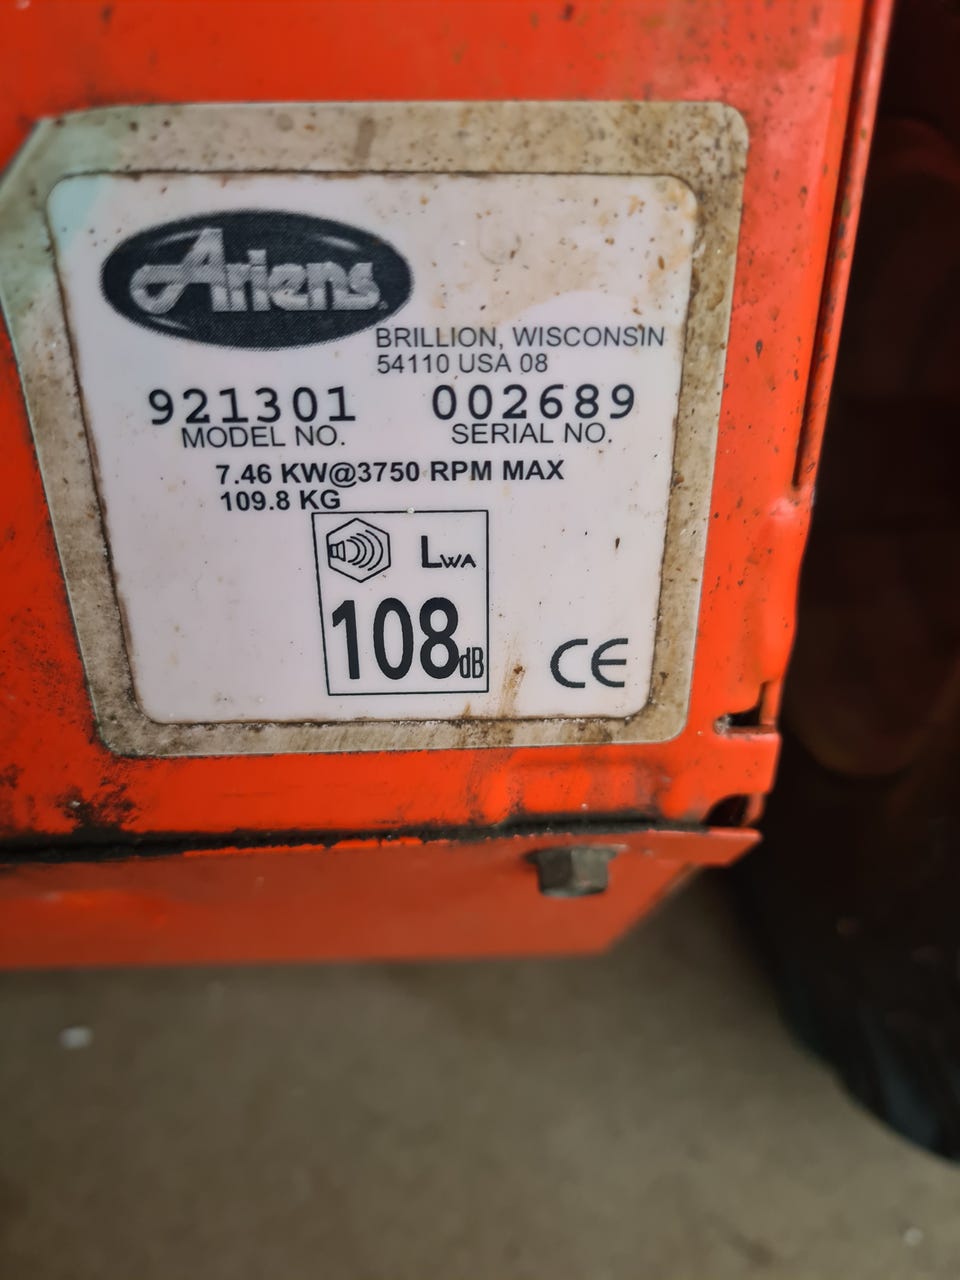 Ariens
BRILLION, WISCONSIN
54110 USA 08
921301 002689
MODEL NO. SERIAL NO.
7.46 KW@3750 RPM MAX
109.8 KG
LWA
108dB
CE